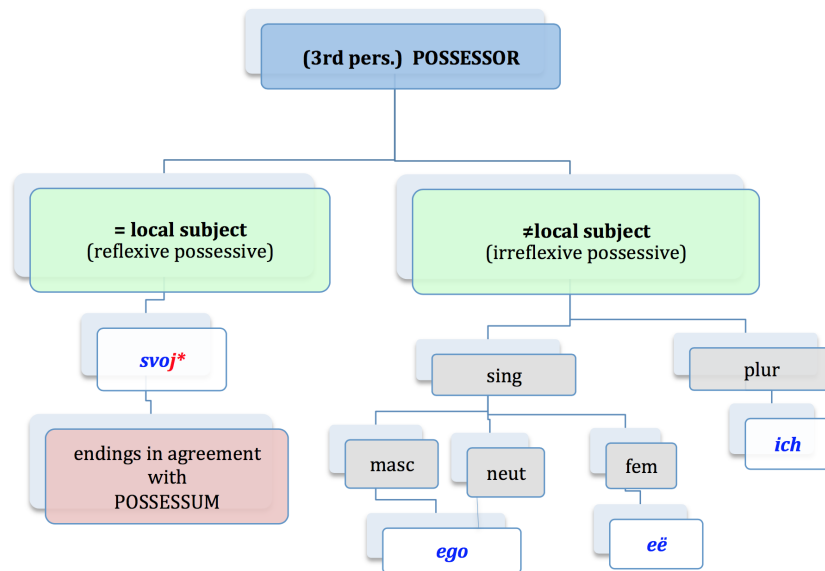 (3rd pers.) POSSESSOR
= local subject
(reflexive possessive)
≠local subject
(irreflexive possessive)
svoj*
sing
plur
endings in agreement
with
POSSESSUM
masc
neut
fem
ich
ego
eë